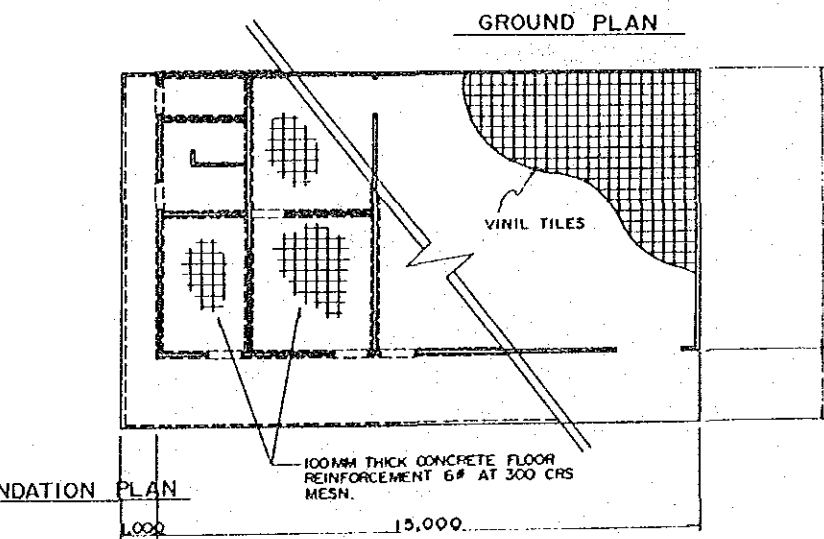 GROUND PLAN
VINIL TILES
100MM THICK CONCRETE FLOOR
REINFORCEMENT 6# AT 300 CRS
MESN.
NDATION PLAN
1,000
15,000